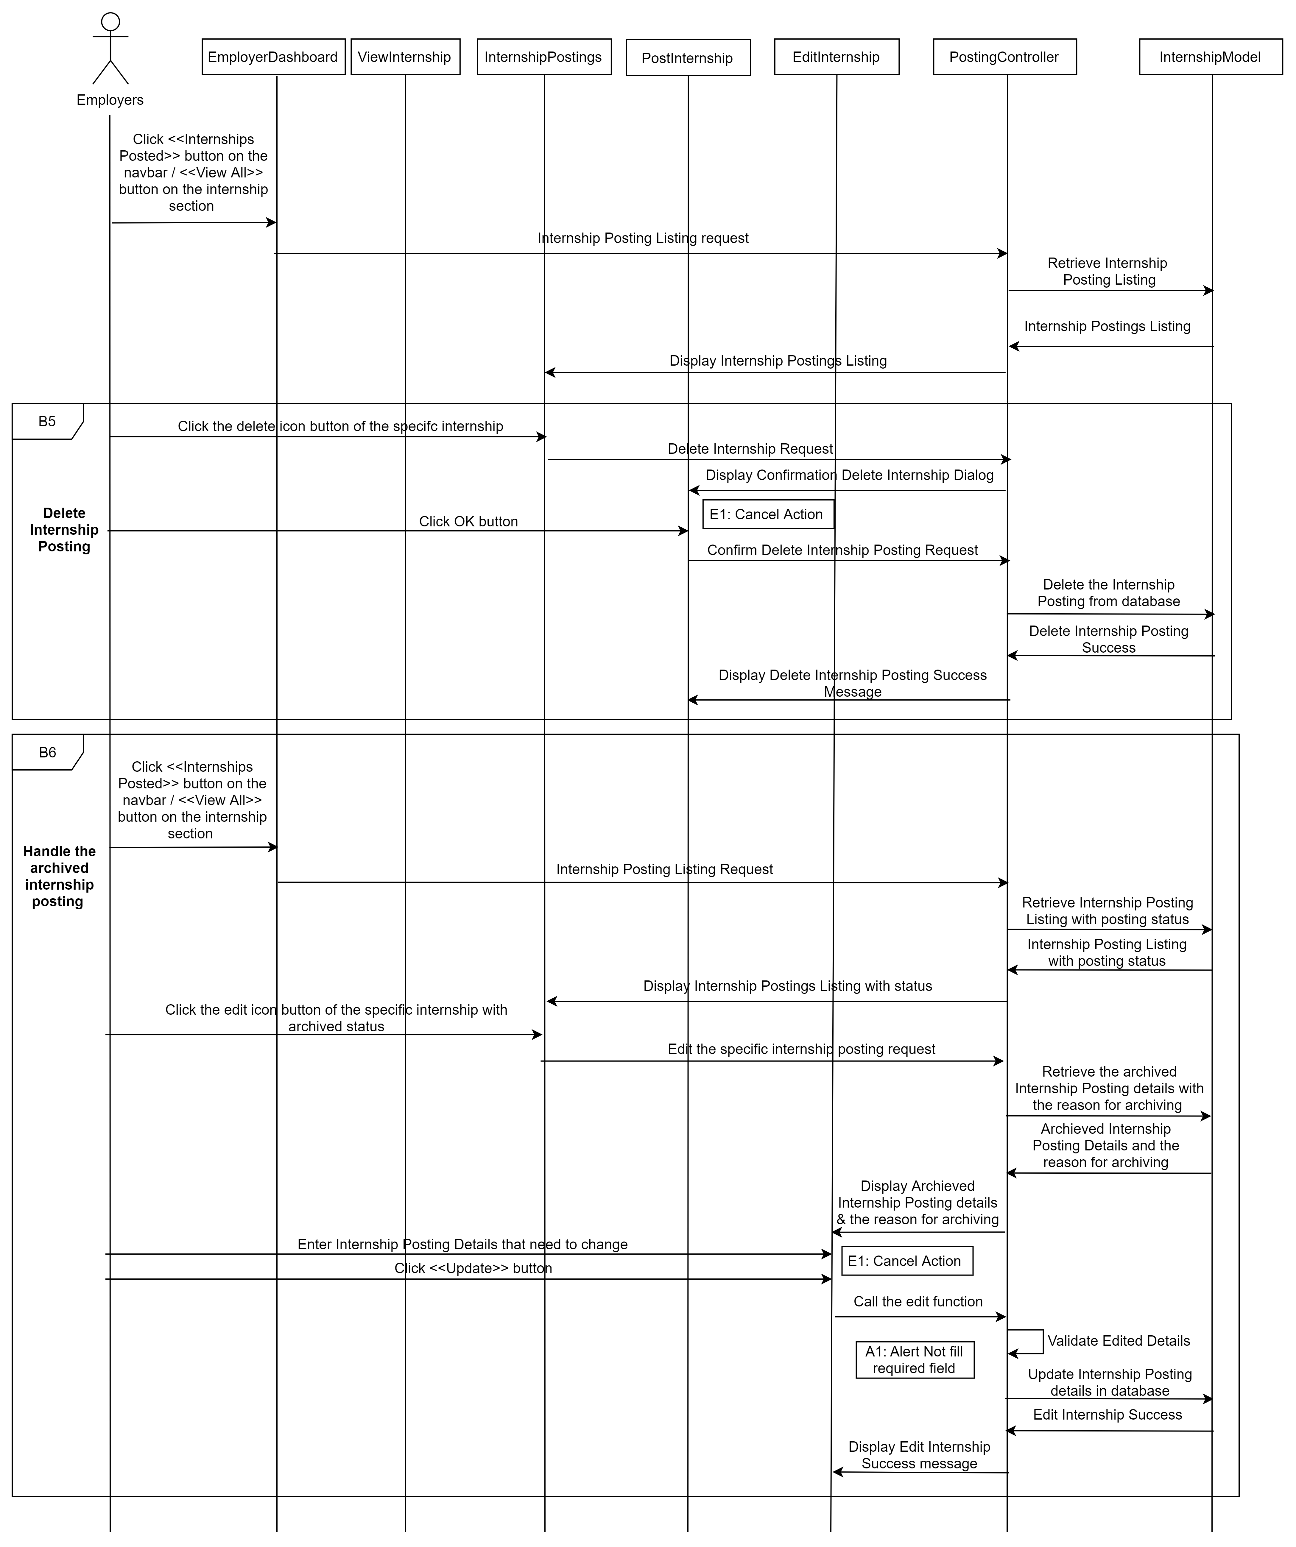 Employers
EmployerDashboard
ViewInternship
InternshipPostings
PostInternship
EditInternship
PostingController
InternshipModel
Click <<Internships
Posted>> button on the
navbar / <<View All>>
button on the internship
section
Internship Posting Listing request
Retrieve Internship
Posting Listing
Internship Postings Listing
Display Internship Postings Listing
B5
Delete
Internship
Posting
Click the delete icon button of the specifc internship
Delete Internship Request
Display Confirmation Delete Internship Dialog
E1: Cancel Action
Click OK button
Confirm Delete Internship Posting Request
Delete the Internship
Posting from database
Delete Internship Posting
Success
Display Delete Internship Posting Success
Message
B6
Handle the
archived
internship
posting
Click <<Internships
Posted>> button on the
navbar / <<View All>>
button on the internship
section
Internship Posting Listing Request
Retrieve Internship Posting
Listing with posting status
Internship Posting Listing
with posting status
Display Internship Postings Listing with status
Click the edit icon button of the specific internship with
archived status
Edit the specific internship posting request
Retrieve the archived
Internship Posting details with
the reason for archiving
Archieved Internship
Posting Details and the
reason for archiving
Display Archieved
Internship Posting details
& the reason for archiving
Enter Internship Posting Details that need to change
E1: Cancel Action
Click <<Update>> button
Call the edit function
Validate Edited Details
A1: Alert Not fill
required field
Update Internship Posting
details in database
Edit Internship Success
Display Edit Internship
Success message